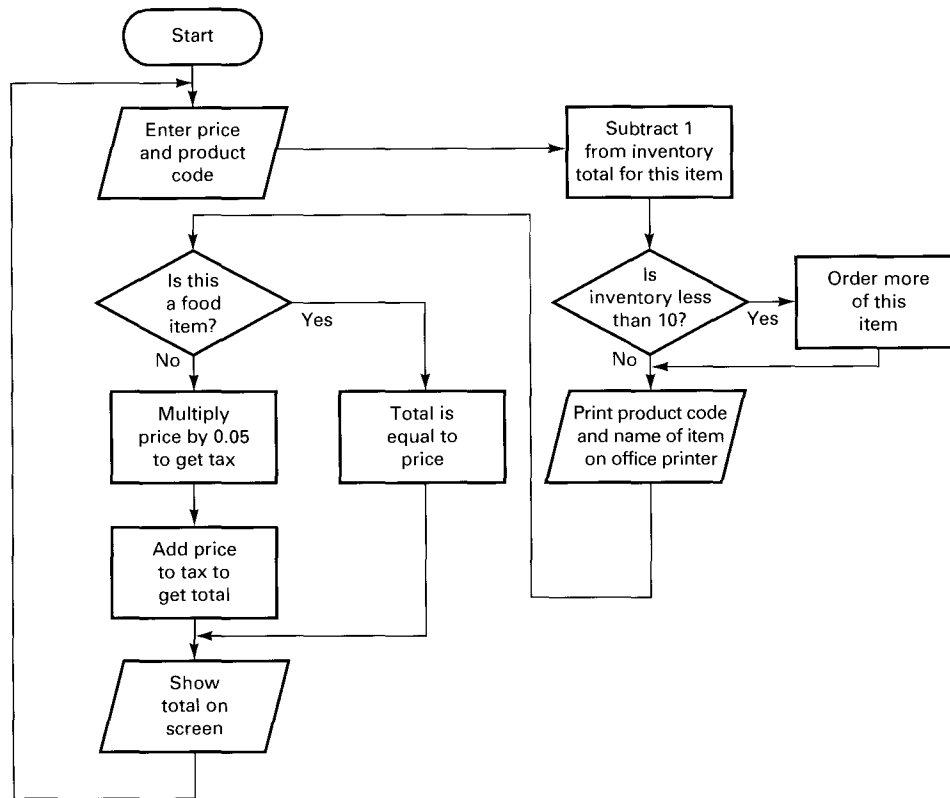 Start
Enter price
and product
code
Subtract 1
from inventory
total for this item
Is
inventory less
than 10?
Yes
No
Order more
of this
item
Print product code
and name of item
on office printer
Is this
a food
item?
Yes
No
Multiply
price by 0.05
to get tax
Total is
equal to
price
Add price
to tax to
get total
Show
total on
screen